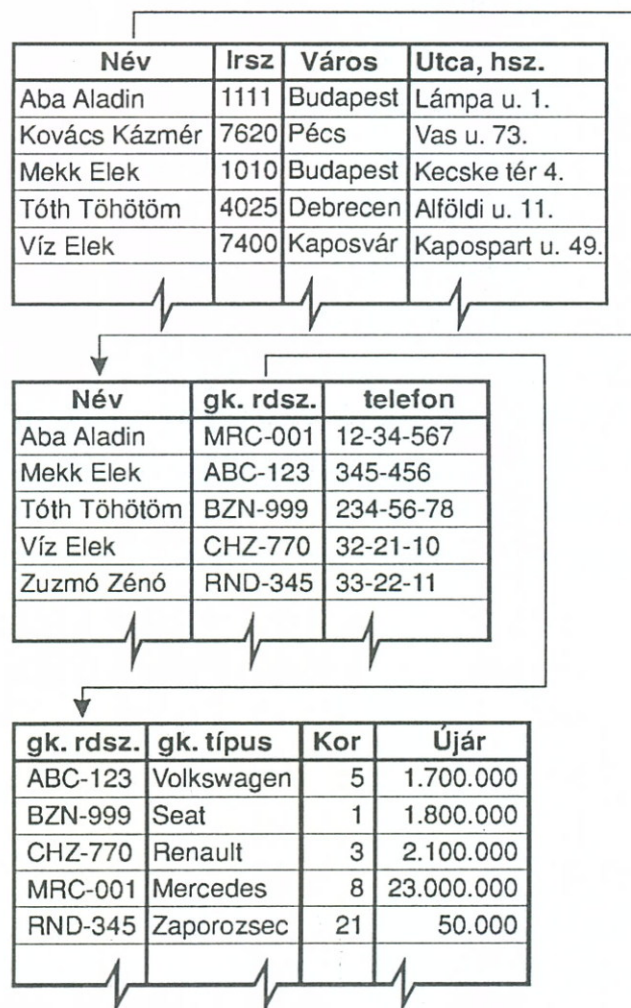 Név Irsz Város Utca, hsz.
Aba Aladin 1111 Budapest Lámpa u. 1.
Kovács Kázmér 7620 Pécs Vas u. 73.
Mekk Elek 1010 Budapest Kecske tér 4.
Tóth Töhötöm 4025 Debrecen Alföldi u. 11.
Víz Elek 7400 Kaposvár Kapospart u. 49.
Név gk. rdsz. telefon
Aba Aladin MRC-001 12-34-567
Mekk Elek ABC-123 345-456
Tóth Töhötöm BZN-999 234-56-78
Víz Elek CHZ-770 32-21-10
Zuzmó Zénó RND-345 33-22-11
gk. rdsz. gk. típus Kor Újár
ABC-123 Volkswagen 5 1.700.000
BZN-999 Seat 1 1.800.000
CHZ-770 Renault 3 2.100.000
MRC-001 Mercedes 8 23.000.000
RND-345 Zaporozsec 21 50.000